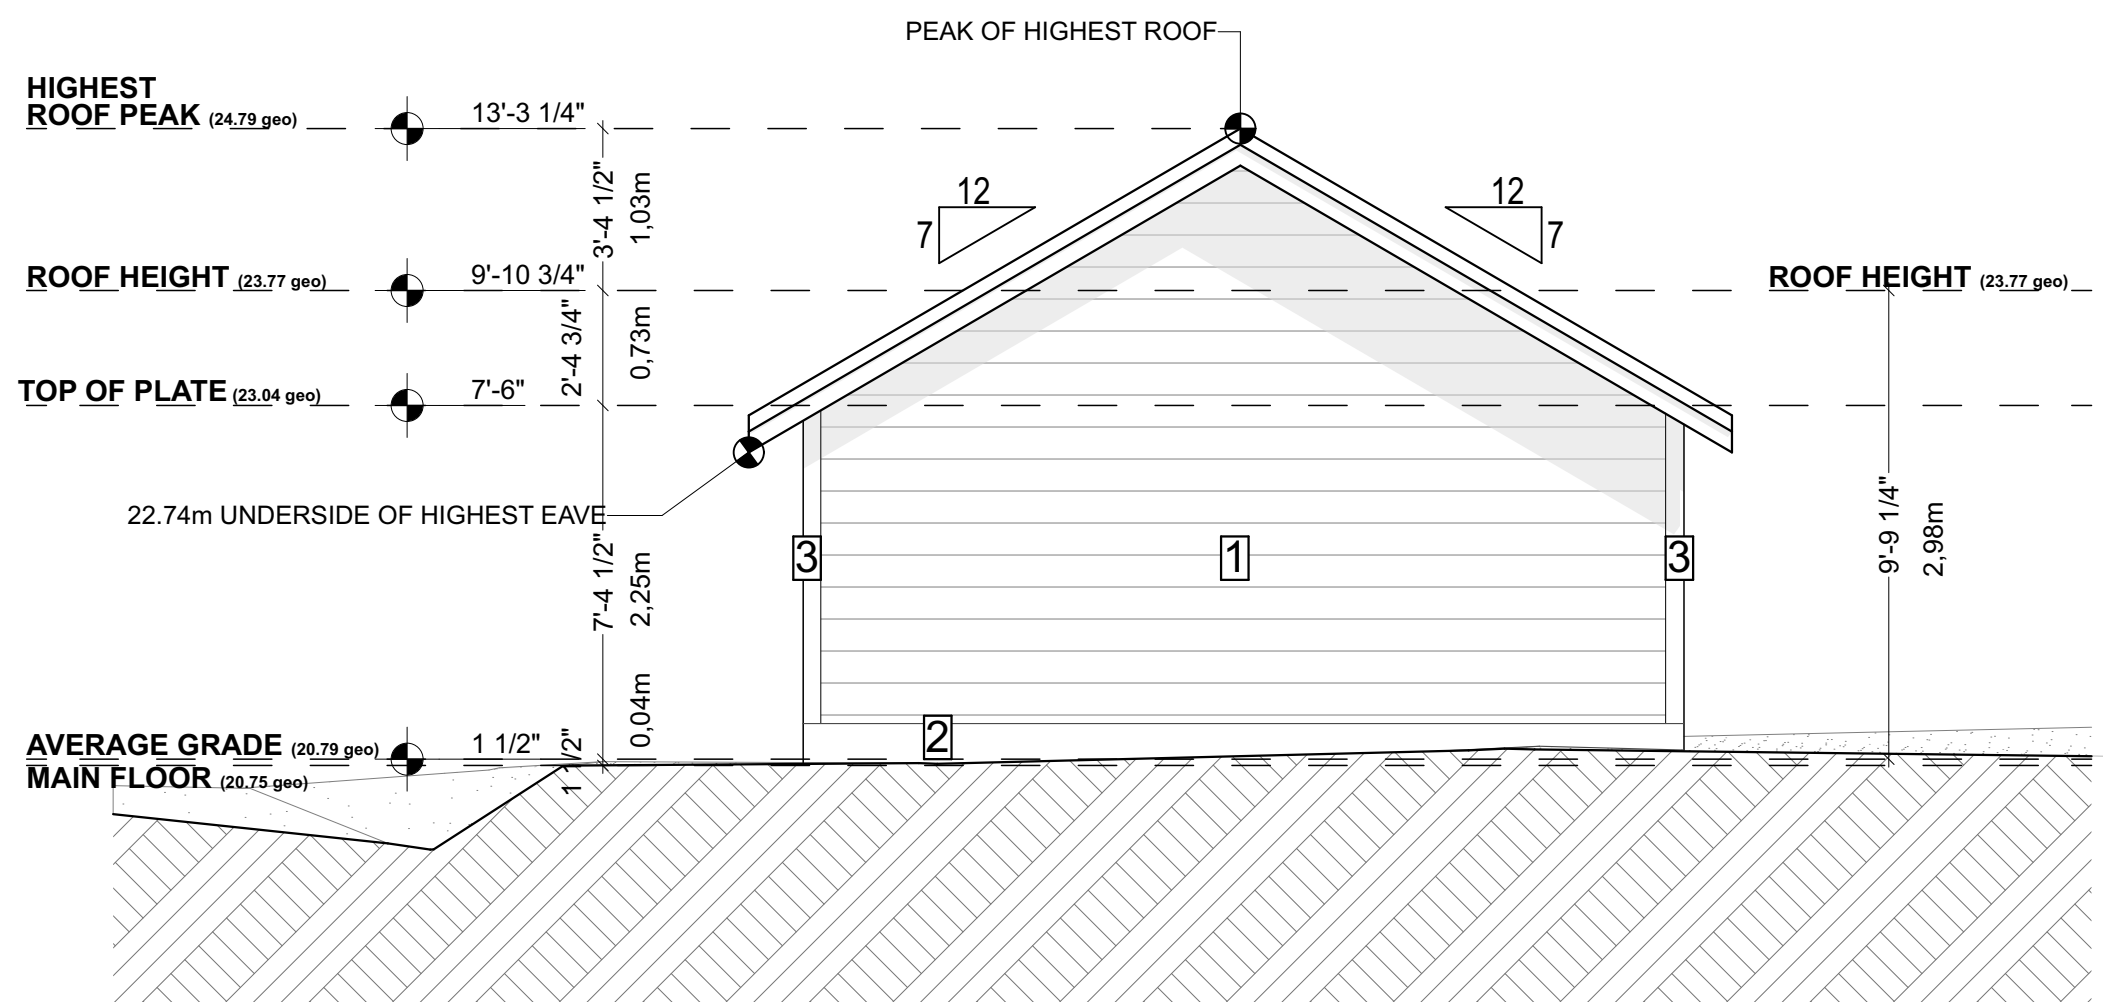 PEAK OF HIGHEST ROOF
HIGHEST
ROOF PEAK (24.79 geo)
13'-3 1/4"
3'-4 1/2"
1,03m
12
7
12
7
ROOF HEIGHT (23.77 geo)
9'-10 3/4"
ROOF HEIGHT (23.77 geo)
2'-4 3/4"
0,73m
TOP OF PLATE (23.04 geo)
7'-6"
22.74m UNDERSIDE OF HIGHEST EAVE
7'-4 1/2"
2,25m
3
1
3
9'-9 1/4"
2,98m
0,04m
2
AVERAGE GRADE (20.79 geo)
1 1/2"
1 1/2"
MAIN FLOOR (20.75 geo)